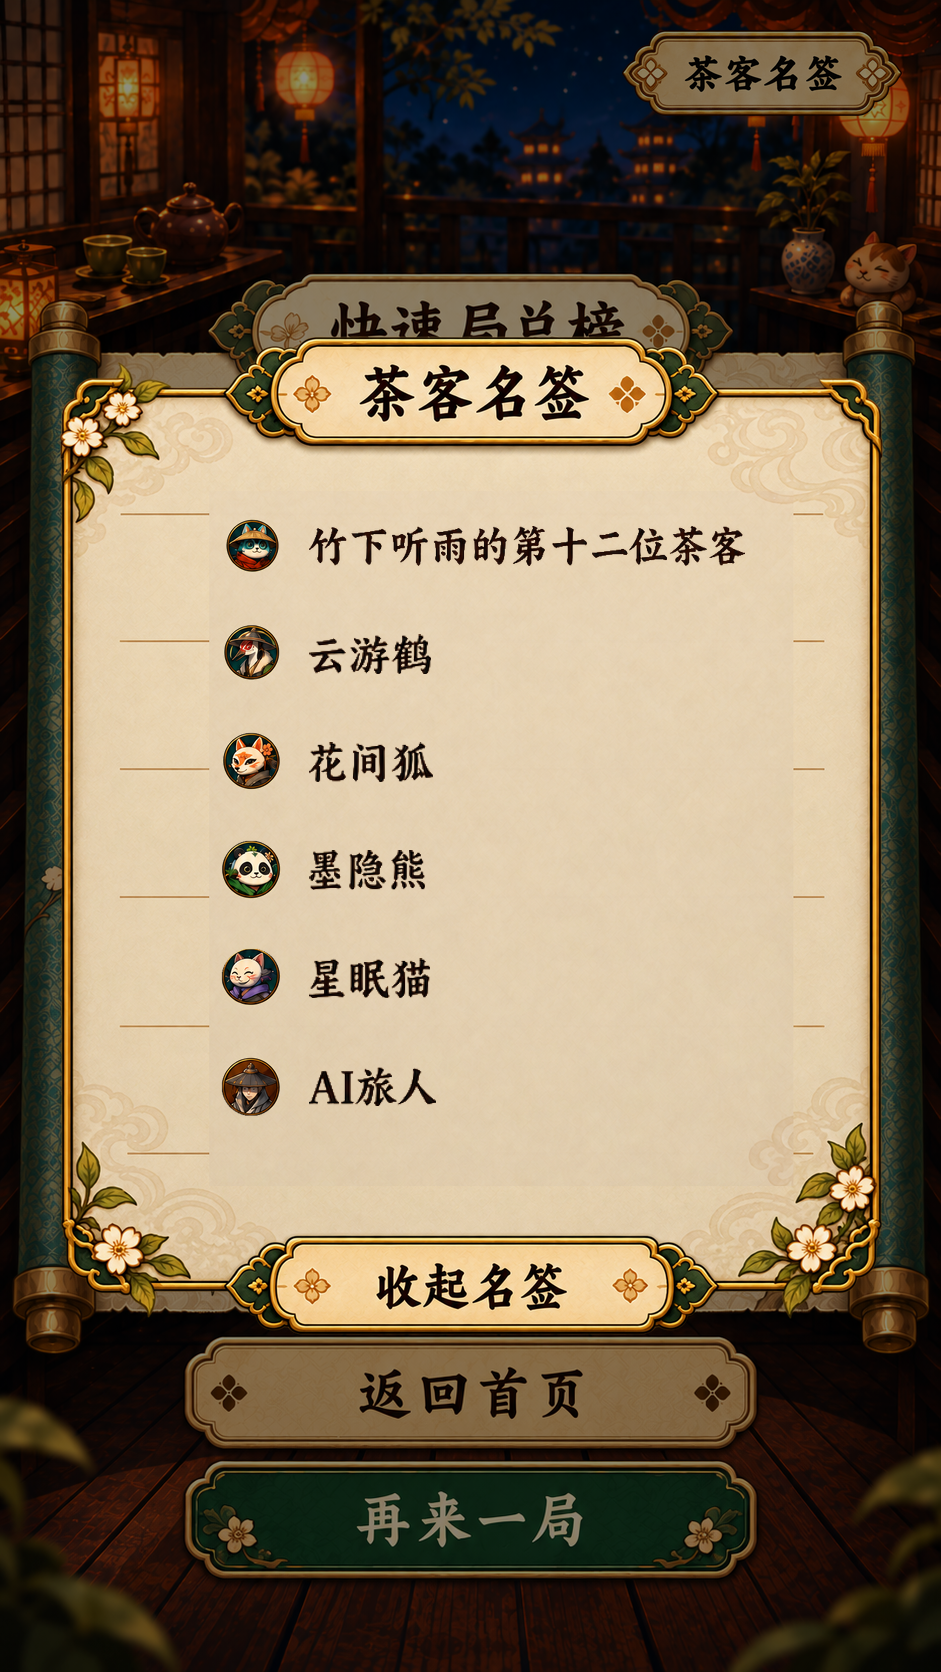 茶客名签
快速局总榜
茶客名签
竹下听雨的第十二位茶客
云游鹤
花间狐
墨隐熊
星眠猫
AI旅人
收起名签
返回首页
再来一局